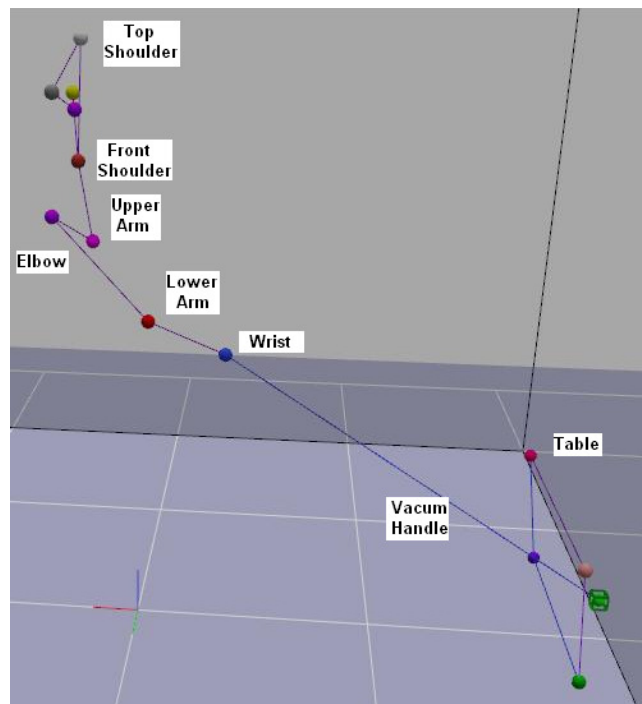 Top
Shoulder
Front
Shoulder
Upper
Arm
Elbow
Lower
Arm
Wrist
Table
Vacum
Handle